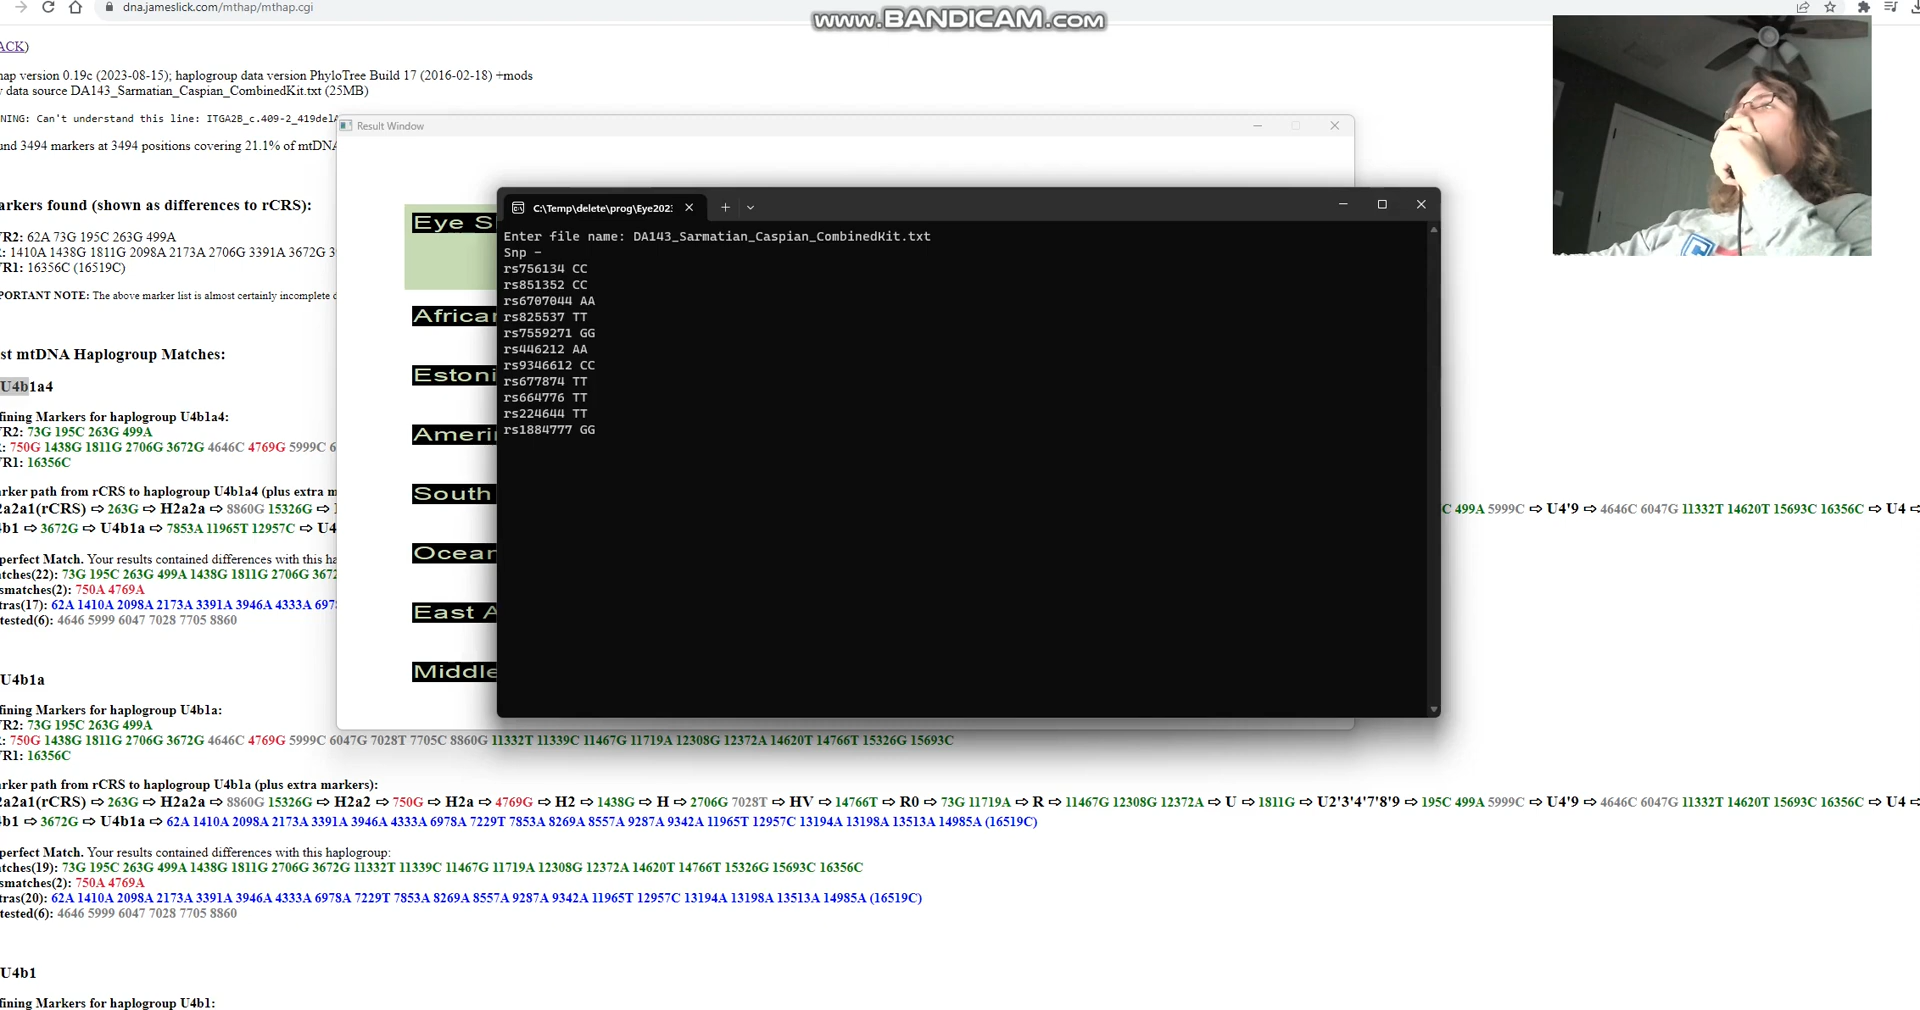 dna.jameslick.com/mthap/mthap.cgi
www.BANDICAM.com
ACK)
hap version 0.19c (2023-08-15); haplogroup data version PhyloTree Build 17 (2016-02-18) +mods
data source DA143_Sarmatian_Caspian_CombinedKit.txt (25MB)
NING: Can't understand this line: ITGA2B_c.409-2_419del
und 3494 markers at 3494 positions covering 21.1% of mtDNA
arkers found (shown as differences to rCRS):
VR2: 62A 73G 195C 263G 499A
R: 1410A 1438G 1811G 2098A 2173A 2706G 3391A 3672G 3
VR1: 16356C (16519C)
PORTANT NOTE: The above marker list is almost certainly incomplete d
st mtDNA Haplogroup Matches:
U4b1a4
fining Markers for haplogroup U4b1a4:
VR2: 73G 195C 263G 499A
R: 750G 1438G 1811G 2706G 3672G 4646C 4769G 5999C 6
VR1: 16356C
arker path from rCRS to haplogroup U4b1a4 (plus extra m
2a2a1(rCRS) ⇨ 263G ⇨ H2a2a ⇨ 8860G 15326G ⇨
C 499A 5999C ⇨ U4'9 ⇨ 4646C 6047G 11332T 14620T 15693C 16356C ⇨ U4 ⇨
4b1 ⇨ 3672G ⇨ U4b1a ⇨ 7853A 11965T 12957C ⇨ U4
perfect Match. Your results contained differences with this ha
atches(22): 73G 195C 263G 499A 1438G 1811G 2706G 3672
smatches(2): 750A 4769A
tras(17): 62A 1410A 2098A 2173A 3391A 3946A 4333A 697
tested(6): 4646 5999 6047 7028 7705 8860
U4b1a
fining Markers for haplogroup U4b1a:
VR2: 73G 195C 263G 499A
R: 750G 1438G 1811G 2706G 3672G 4646C 4769G 5999C 6047G 7028T 7705C 8860G 11332T 11339C 11467G 11719A 12308G 12372A 14620T 14766T 15326G 15693C
VR1: 16356C
arker path from rCRS to haplogroup U4b1a (plus extra markers):
2a2a1(rCRS) ⇨ 263G ⇨ H2a2a ⇨ 8860G 15326G ⇨ H2a2 ⇨ 750G ⇨ H2a ⇨ 4769G ⇨ H2 ⇨ 1438G ⇨ H ⇨ 2706G 7028T ⇨ HV ⇨ 14766T ⇨ R0 ⇨ 73G 11719A ⇨ R ⇨ 11467G 12308G 12372A ⇨ U ⇨ 1811G ⇨ U2'3'4'7'8'9 ⇨ 195C 499A 5999C ⇨ U4'9 ⇨ 4646C 6047G 11332T 14620T 15693C 16356C ⇨ U4 ⇨
4b1 ⇨ 3672G ⇨ U4b1a ⇨ 62A 1410A 2098A 2173A 3391A 3946A 4333A 6978A 7229T 7853A 8269A 8557A 9287A 9342A 11965T 12957C 13194A 13198A 13513A 14985A (16519C)
perfect Match. Your results contained differences with this haplogroup:
atches(19): 73G 195C 263G 499A 1438G 1811G 2706G 3672G 11332T 11339C 11467G 11719A 12308G 12372A 14620T 14766T 15326G 15693C 16356C
smatches(2): 750A 4769A
tras(20): 62A 1410A 2098A 2173A 3391A 3946A 4333A 6978A 7229T 7853A 8269A 8557A 9287A 9342A 11965T 12957C 13194A 13198A 13513A 14985A (16519C)
tested(6): 4646 5999 6047 7028 7705 8860
U4b1
fining Markers for haplogroup U4b1:
Result Window
Eye S
African
Estoni
Ameri
South
Ocean
East A
Middle
C:\Temp\delete\prog\Eye202
Enter file name: DA143_Sarmatian_Caspian_CombinedKit.txt
Snp -
rs756134 CC
rs851352 CC
rs6707044 AA
rs825537 TT
rs7559271 GG
rs446212 AA
rs9346612 CC
rs677874 TT
rs664776 TT
rs224644 TT
rs1884777 GG